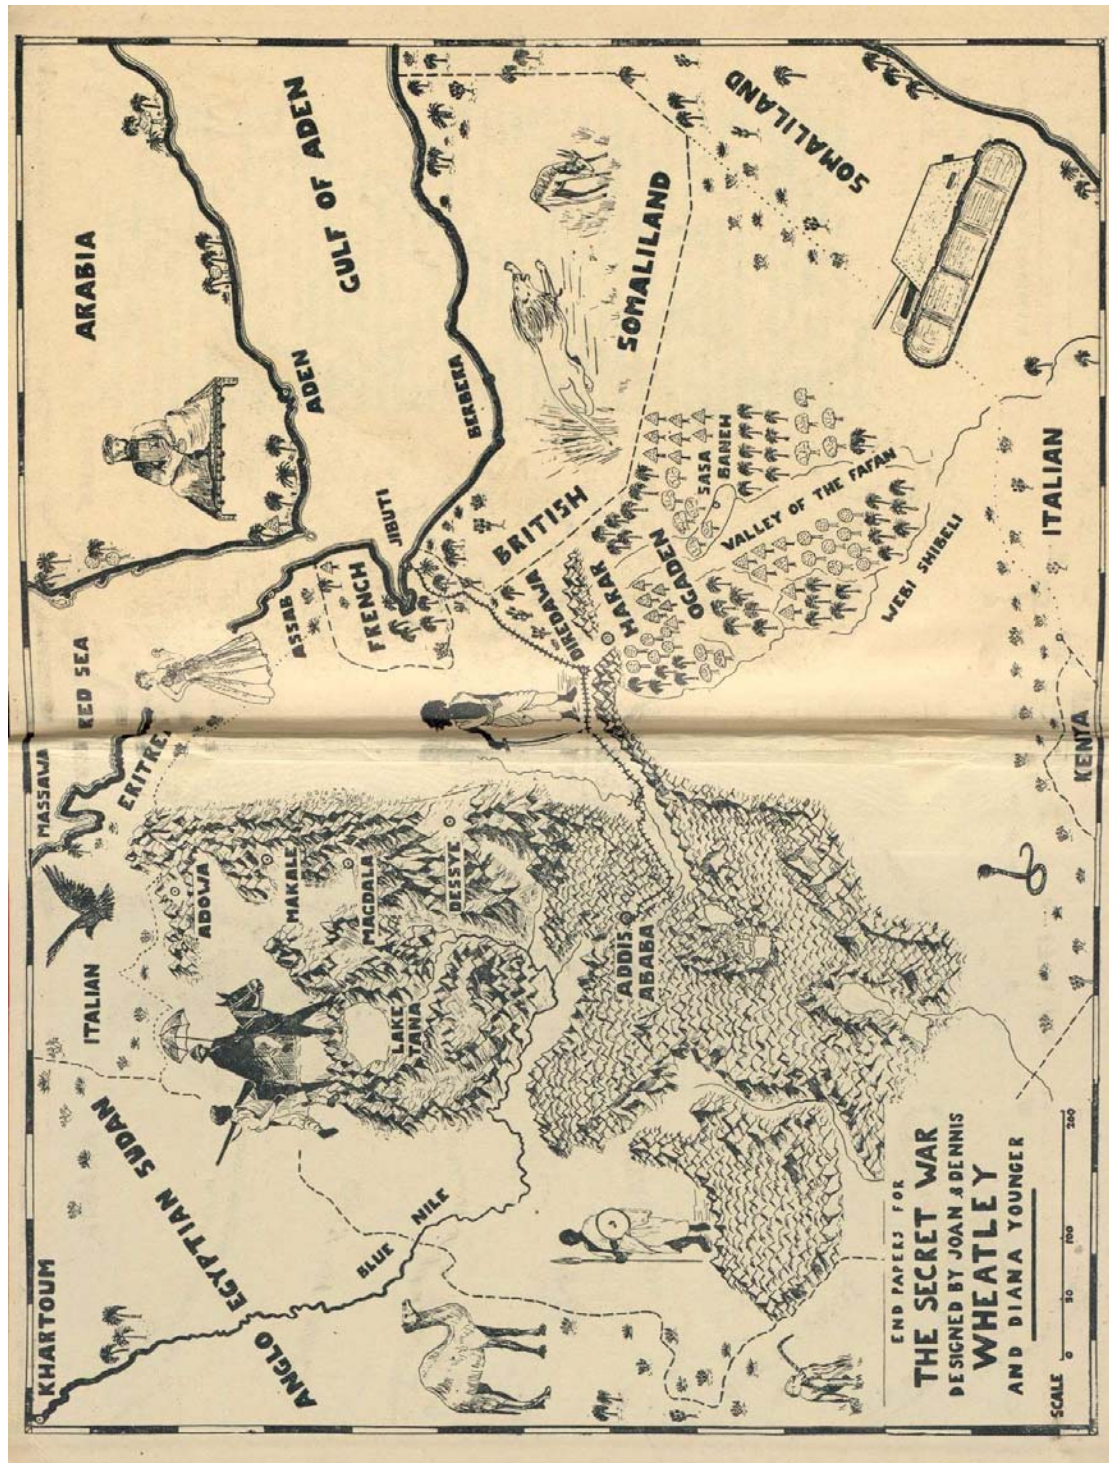 KHARTOUM
ANGLO EGYPTIAN SUDAN
ITALIAN
ERITREA
MASSAWA
RED SEA
ARABIA
ADEN
GULF OF ADEN
ADOWA
MAKALE
MAGDALA
DESSYE
LAKE
TANA
BLUE NILE
ASSAB
FRENCH
JIBUTI
BERBERA
BRITISH
SOMALILAND
ADDIS
ABABA
DIREDAWA
HARAR
OGADEN
SASA
BANEH
VALLEY OF THE FAFAN
WEBI SHIBELI
ITALIAN
SOMALILAND
KENYA
END PAPERS FOR
THE SECRET WAR
DESIGNED BY JOAN & DENNIS
WHEATLEY
AND DIANA YOUNGER
SCALE
0 50 100 200